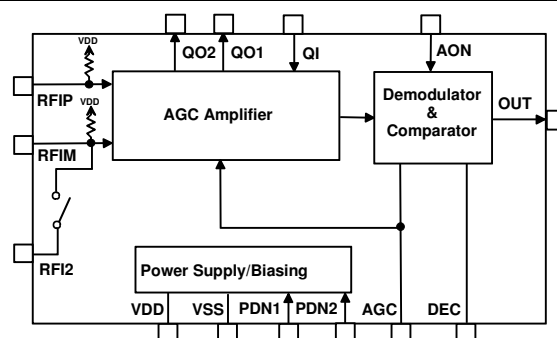 QO2 QO1 QI AON
VDD
RFIP
VDD
RFIM
RFI2
AGC Amplifier
Demodulator
&
Comparator
OUT
Power Supply/Biasing
VDD VSS PDN1 PDN2 AGC DEC